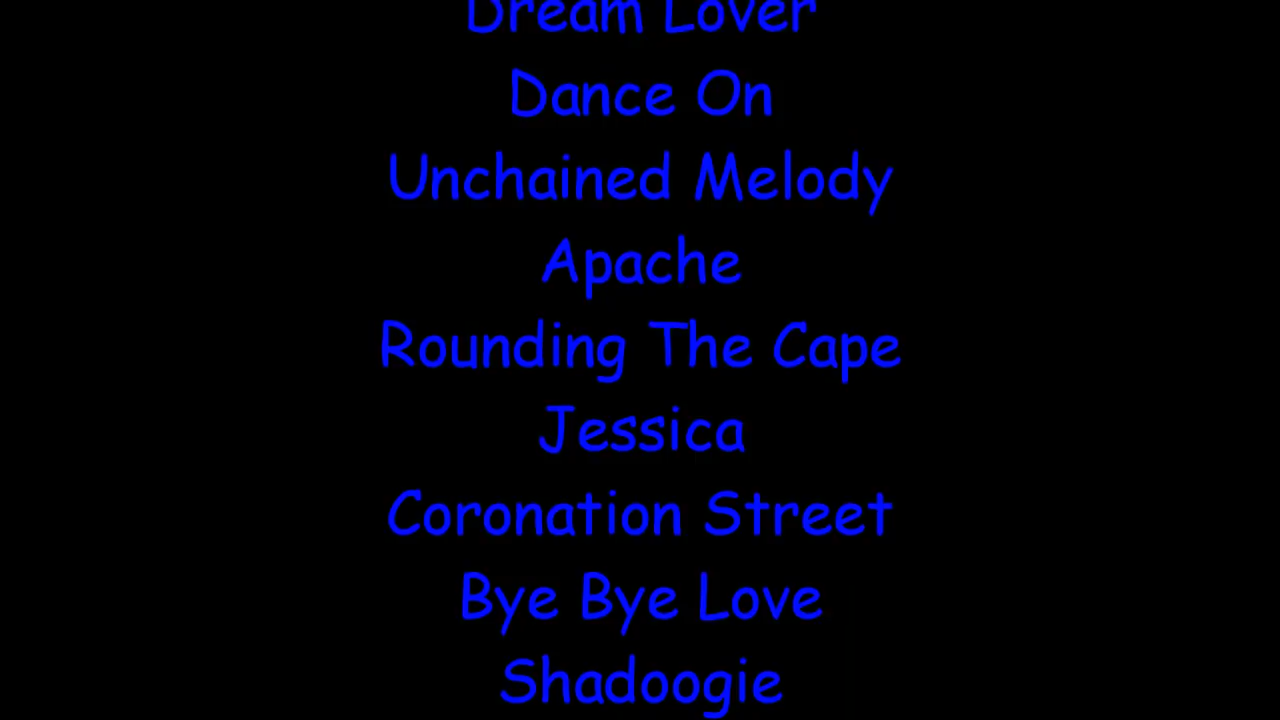 Dream Lover
Dance On
Unchained Melody
Apache
Rounding The Cape
Jessica
Coronation Street
Bye Bye Love
Shadoogie